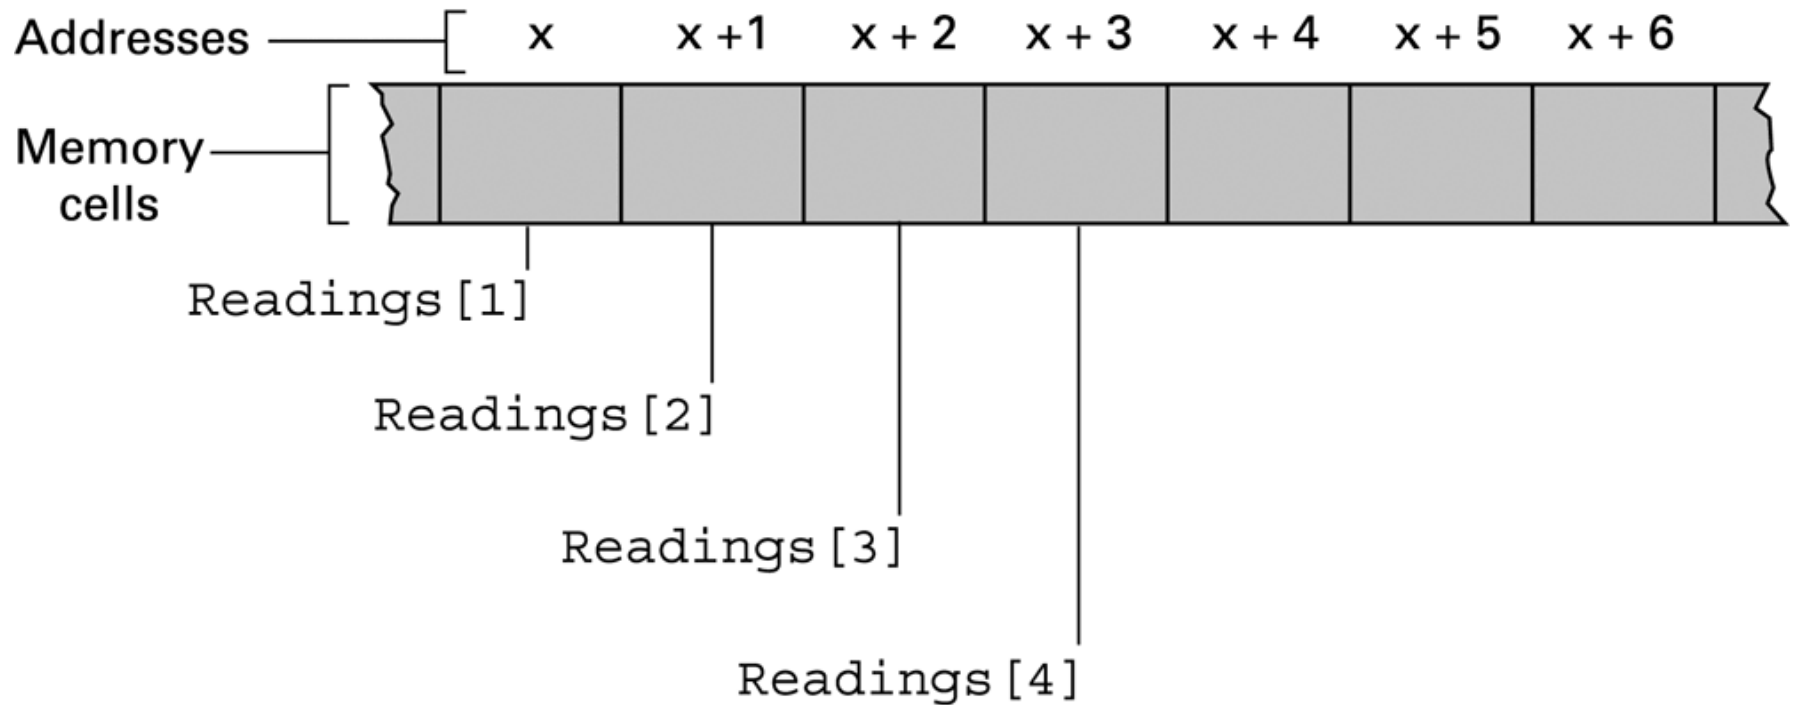 Addresses x x +1 x + 2 x + 3 x + 4 x + 5 x + 6
Memory
cells
Readings[1]
Readings[2]
Readings[3]
Readings[4]